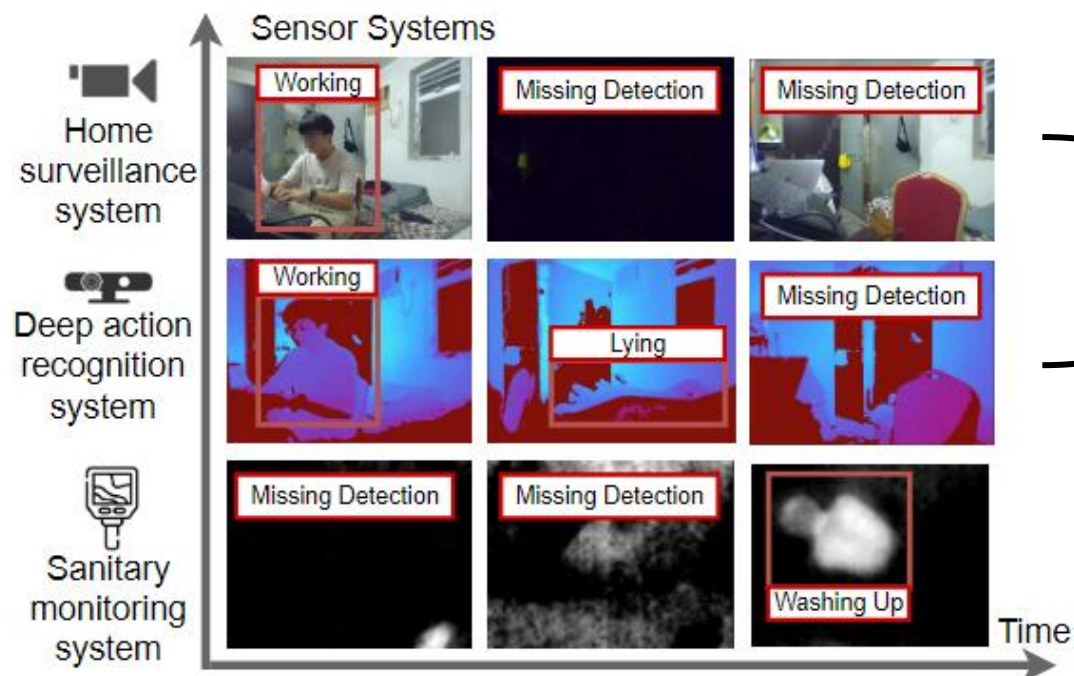 Sensor Systems
Home
surveillance
system
Working
Missing Detection
Missing Detection
Deep action
recognition
system
Working
Lying
Missing Detection
Sanitary
monitoring
system
Missing Detection
Missing Detection
Washing Up
Time